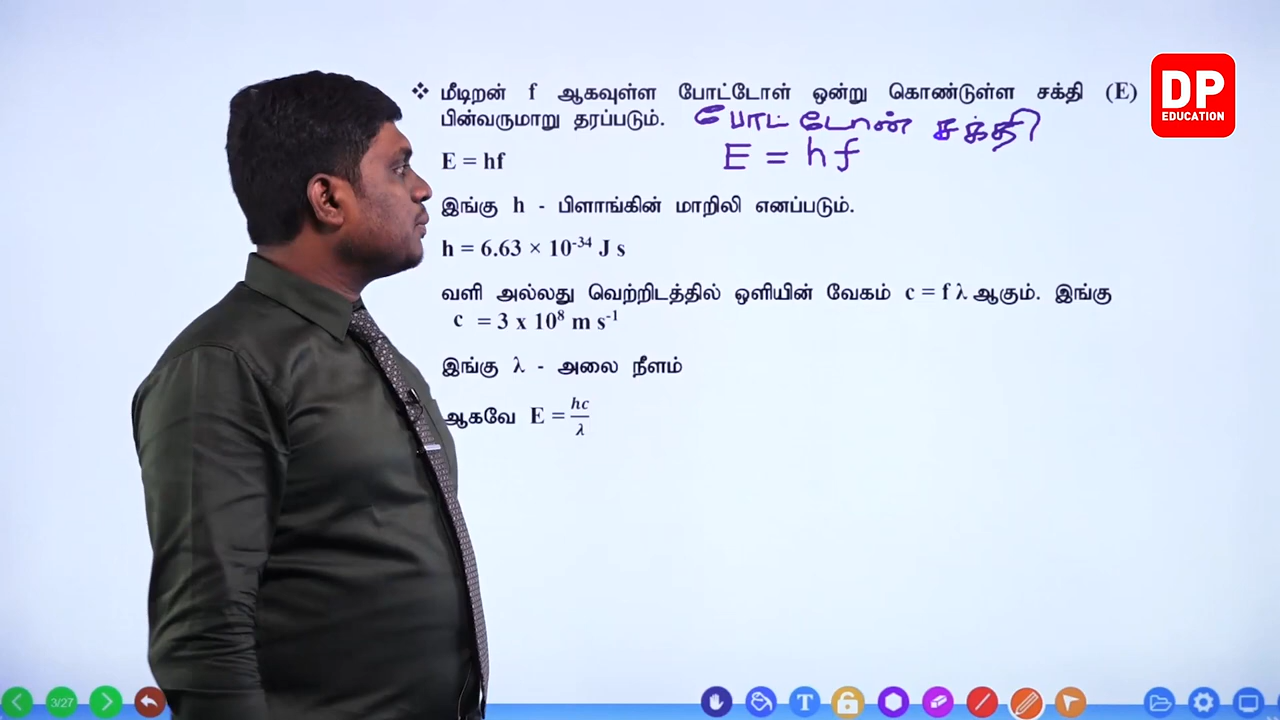 ❖ மீடிறன் f ஆகவுள்ள போட்டோள் ஒன்று கொண்டுள்ள சக்தி (E)
பின்வருமாறு தரப்படும்.
போட்டோன் சக்தி
E = hf
E = hf
இங்கு h - பிளாங்கின் மாறிலி எனப்படும்.
h = 6.63 × 10⁻³⁴ J s
வளி அல்லது வெற்றிடத்தில் ஒளியின் வேகம் c = f λ ஆகும். இங்கு
c = 3 x 10⁸ m s⁻¹
இங்கு λ - அலை நீளம்
ஆகவே E = hc/λ
DP
EDUCATION
3/27
T